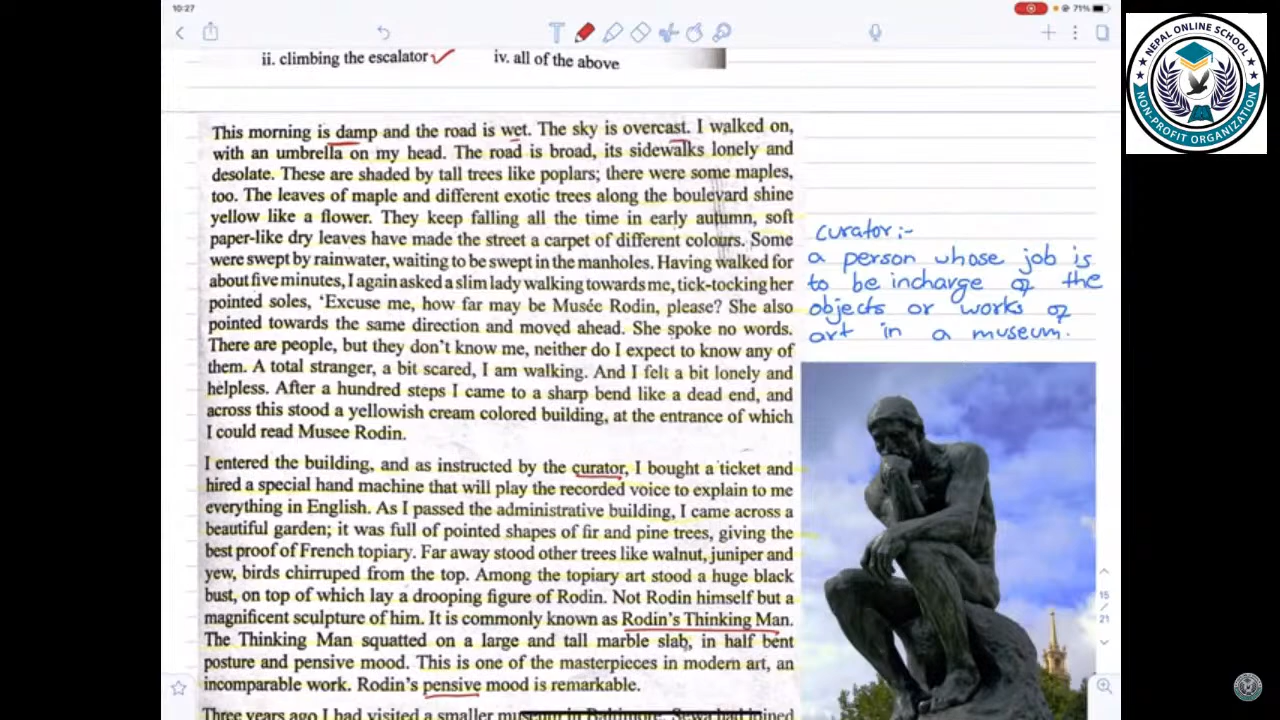 10:27
71%
ii. climbing the escalator
iv. all of the above
This morning is damp and the road is wet. The sky is overcast. I walked on,
with an umbrella on my head. The road is broad, its sidewalks lonely and
desolate. These are shaded by tall trees like poplars; there were some maples,
too. The leaves of maple and different exotic trees along the boulevard shine
yellow like a flower. They keep falling all the time in early autumn, soft
paper-like dry leaves have made the street a carpet of different colours. Some
were swept by rainwater, waiting to be swept in the manholes. Having walked for
about five minutes, I again asked a slim lady walking towards me, tick-tocking her
pointed soles, ‘Excuse me, how far may be Musée Rodin, please? She also
pointed towards the same direction and moved ahead. She spoke no words.
There are people, but they don’t know me, neither do I expect to know any of
them. A total stranger, a bit scared, I am walking. And I felt a bit lonely and
helpless. After a hundred steps I came to a sharp bend like a dead end, and
across this stood a yellowish cream colored building, at the entrance of which
I could read Musee Rodin.
I entered the building, and as instructed by the curator, I bought a ticket and
hired a special hand machine that will play the recorded voice to explain to me
everything in English. As I passed the administrative building, I came across a
beautiful garden; it was full of pointed shapes of fir and pine trees, giving the
best proof of French topiary. Far away stood other trees like walnut, juniper and
yew, birds chirruped from the top. Among the topiary art stood a huge black
bust, on top of which lay a drooping figure of Rodin. Not Rodin himself but a
magnificent sculpture of him. It is commonly known as Rodin’s Thinking Man.
The Thinking Man squatted on a large and tall marble slab, in half bent
posture and pensive mood. This is one of the masterpieces in modern art, an
incomparable work. Rodin’s pensive mood is remarkable.
Three years ago I had visited a smaller museum in Baltimore. Sewa had joined
curator:-
a person whose job is
to be incharge of the
objects or works of
art in a museum.
15
/
21
NEPAL ONLINE SCHOOL
NON-PROFIT ORGANIZATION